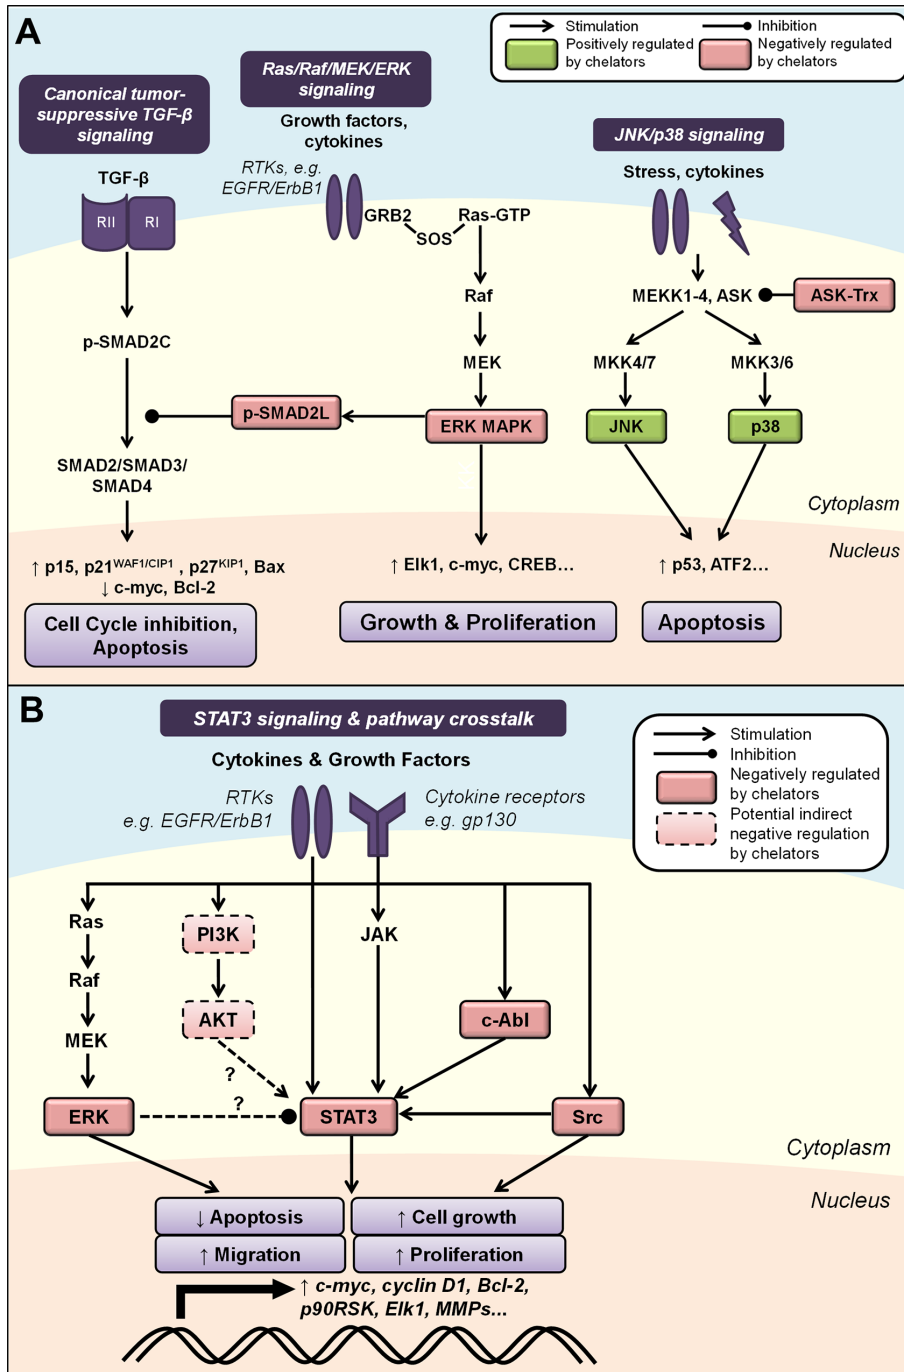 A
Stimulation
Inhibition
Positively regulated
by chelators
Negatively regulated
by chelators
Canonical tumor-
suppressive TGF-β
signaling
Ras/Raf/MEK/ERK
signaling
JNK/p38 signaling
TGF-β
RII
RI
Growth factors,
cytokines
RTKs, e.g.
EGFR/ErbB1
Stress, cytokines
GRB2
SOS
Ras-GTP
Raf
MEKK1-4, ASK
ASK-Trx
p-SMAD2C
MEK
MKK4/7
MKK3/6
p-SMAD2L
ERK MAPK
JNK
p38
SMAD2/SMAD3/
SMAD4
Cytoplasm
Nucleus
↑ p15, p21WAF1/CIP1 , p27KIP1, Bax
↓ c-myc, Bcl-2
↑ Elk1, c-myc, CREB...
↑ p53, ATF2...
Cell Cycle inhibition,
Apoptosis
Growth & Proliferation
Apoptosis
B
STAT3 signaling & pathway crosstalk
Stimulation
Inhibition
Negatively regulated
by chelators
Potential indirect
negative regulation
by chelators
Cytokines & Growth Factors
RTKs
e.g. EGFR/ErbB1
Cytokine receptors
e.g. gp130
Ras
PI3K
JAK
Raf
AKT
c-Abl
MEK
?
?
ERK
STAT3
Src
Cytoplasm
Nucleus
↓ Apoptosis
↑ Cell growth
↑ Migration
↑ Proliferation
↑ c-myc, cyclin D1, Bcl-2,
p90RSK, Elk1, MMPs...